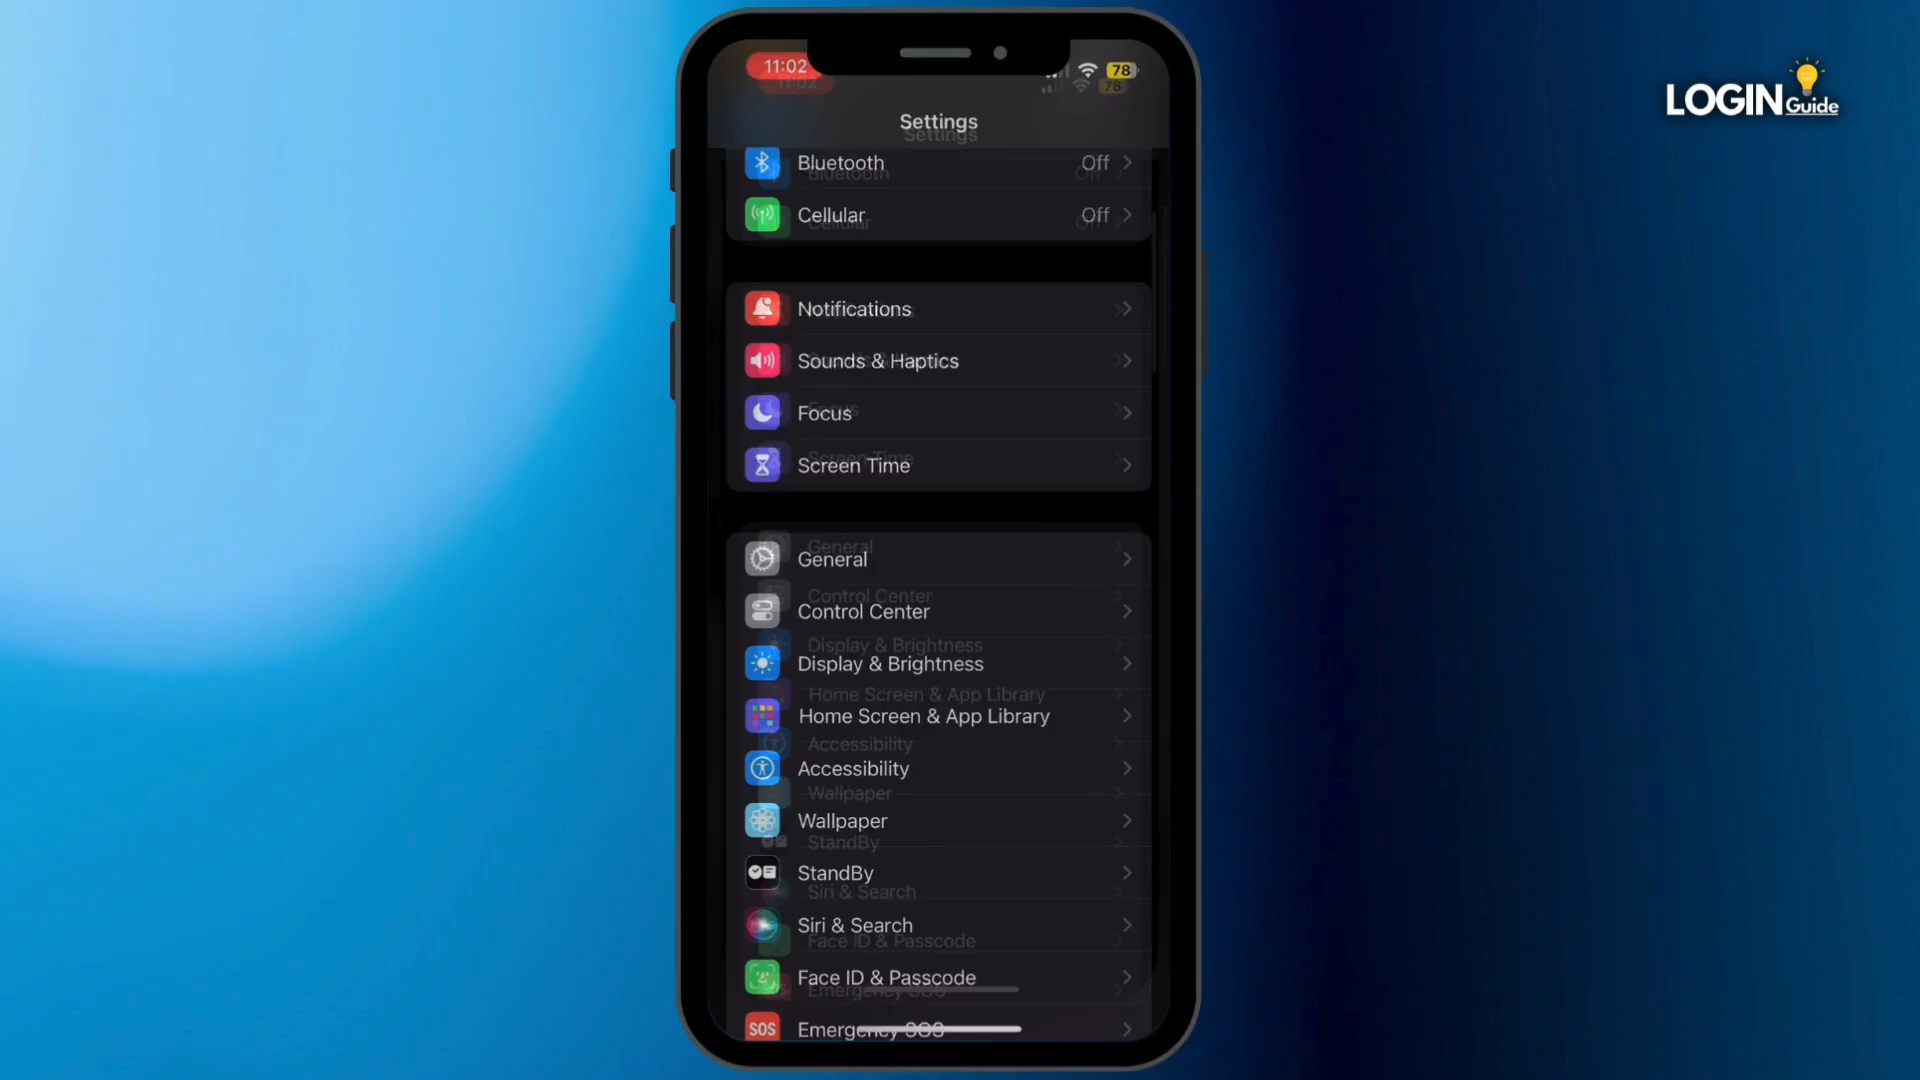 11:02
78
LOGIN Guide
Settings
Bluetooth Off
Cellular Off
Notifications
Sounds & Haptics
Focus
Screen Time
General
Control Center
Display & Brightness
Home Screen & App Library
Accessibility
Wallpaper
StandBy
Siri & Search
Face ID & Passcode
SOS Emergency SOS